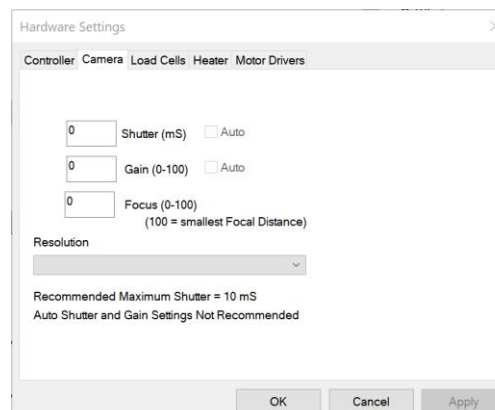 Hardware Settings
Controller Camera Load Cells Heater Motor Drivers
0 Shutter (mS) Auto
0 Gain (0-100) Auto
0 Focus (0-100)
(100 = smallest Focal Distance)
Resolution
Recommended Maximum Shutter = 10 mS
Auto Shutter and Gain Settings Not Recommended
OK Cancel Apply